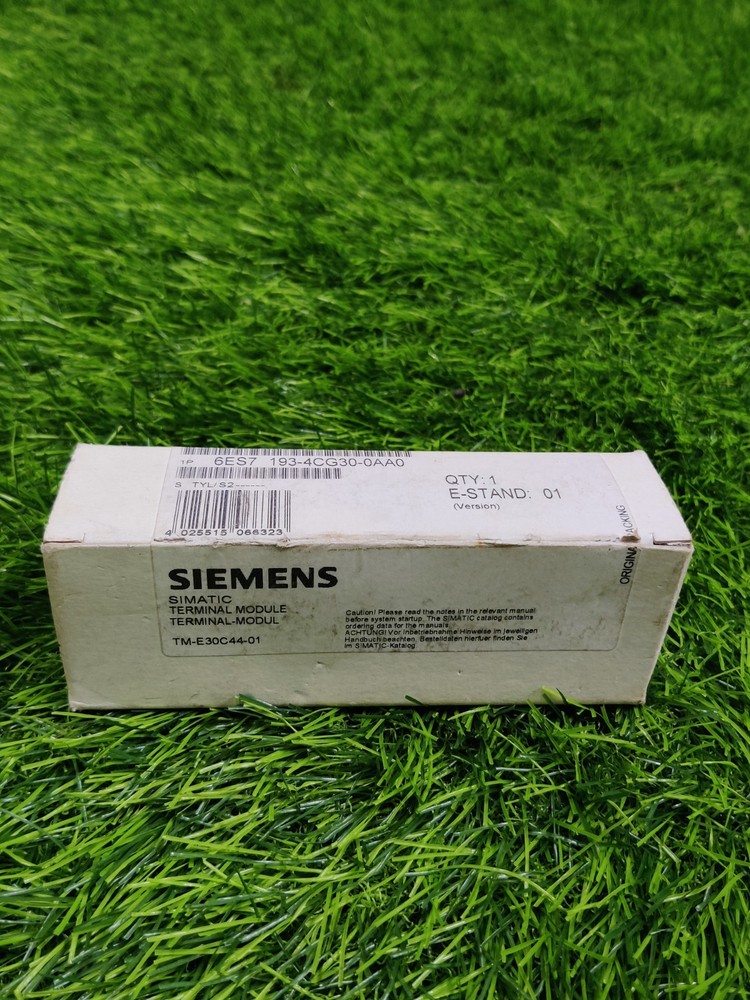 1P 6ES7 193-4CG30-0AA0
S TYL/S2------
4 025515 066323
QTY: 1
E-STAND: 01
(Version)
SIEMENS
SIMATIC
TERMINAL MODULE
TERMINAL-MODUL
TM-E30C44-01
Caution! Please read the notes in the relevant manual
before system startup. The SIMATIC catalog contains
ordering data for the manuals.
ACHTUNG! Vor Inbetriebnahme Hinweise im jeweiligen
Handbuch beachten. Bestelldaten hierfuer finden Sie
im SIMATIC-Katalog